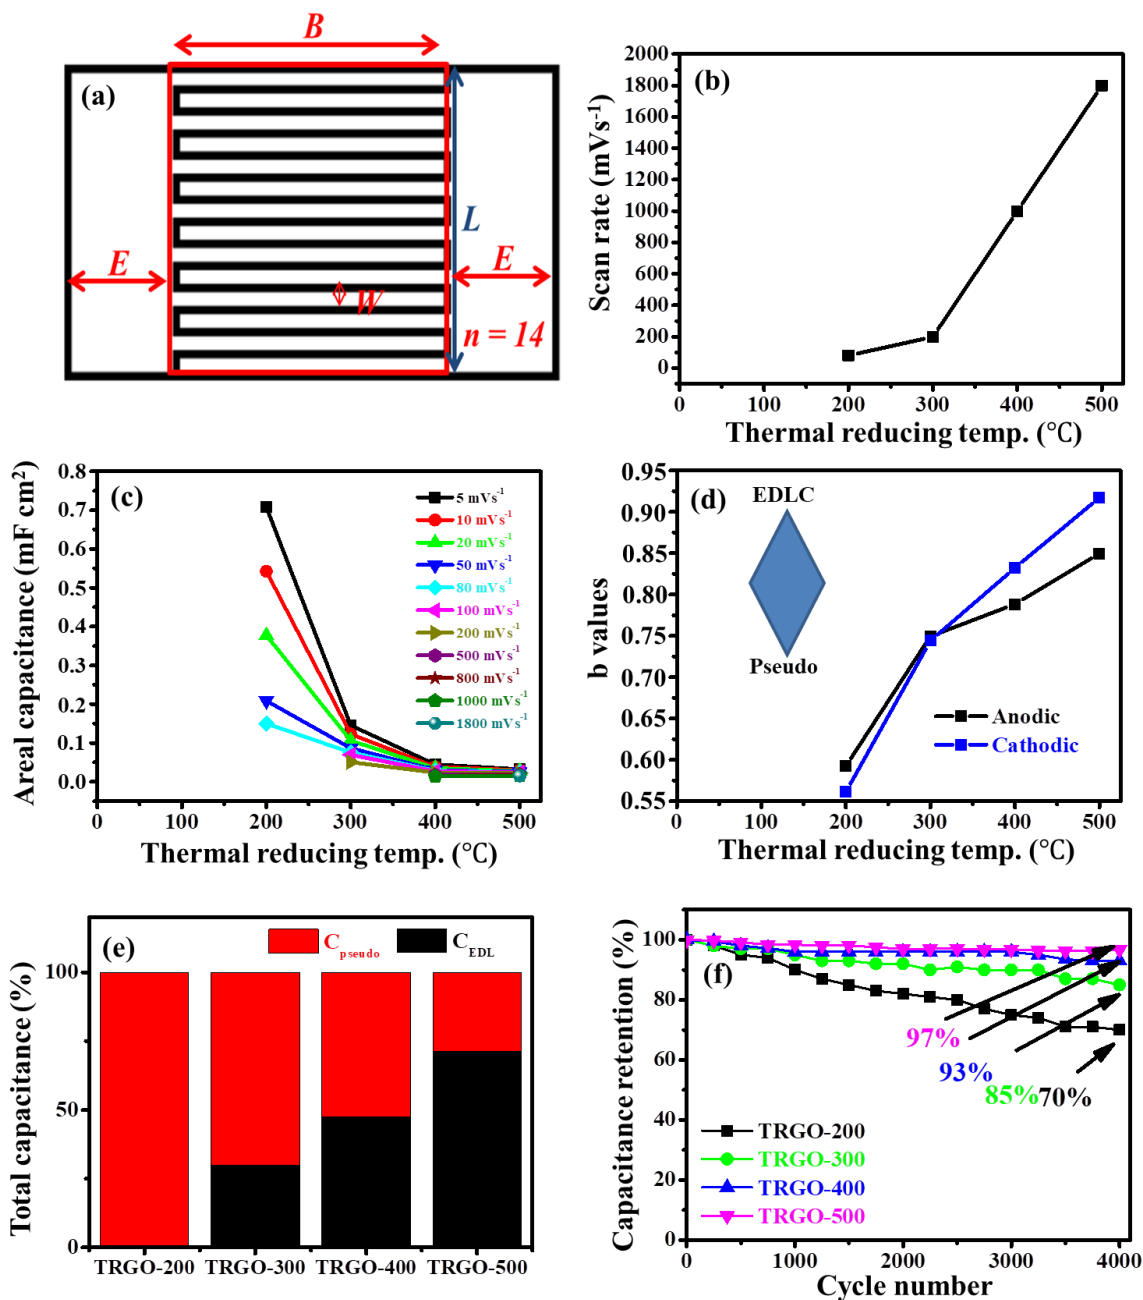 (a)
B
E
E
L
W
n = 14
(b)
Scan rate (mVs⁻¹)
2000
1800
1600
1400
1200
1000
800
600
400
200
0
0 100 200 300 400 500
Thermal reducing temp. (°C)
(c)
Areal capacitance (mF cm²)
0.8
0.7
0.6
0.5
0.4
0.3
0.2
0.1
0.0
5 mVs⁻¹
10 mVs⁻¹
20 mVs⁻¹
50 mVs⁻¹
80 mVs⁻¹
100 mVs⁻¹
200 mVs⁻¹
500 mVs⁻¹
800 mVs⁻¹
1000 mVs⁻¹
1800 mVs⁻¹
0 100 200 300 400 500
Thermal reducing temp. (°C)
(d)
b values
0.95
0.90
0.85
0.80
0.75
0.70
0.65
0.60
0.55
EDLC
Pseudo
Anodic
Cathodic
0 100 200 300 400 500
Thermal reducing temp. (°C)
(e)
Total capacitance (%)
100
50
0
C pseudo
C EDL
TRGO-200 TRGO-300 TRGO-400 TRGO-500
(f)
Capacitance retention (%)
100
80
60
40
20
0
97%
93%
85%
70%
TRGO-200
TRGO-300
TRGO-400
TRGO-500
0 1000 2000 3000 4000
Cycle number